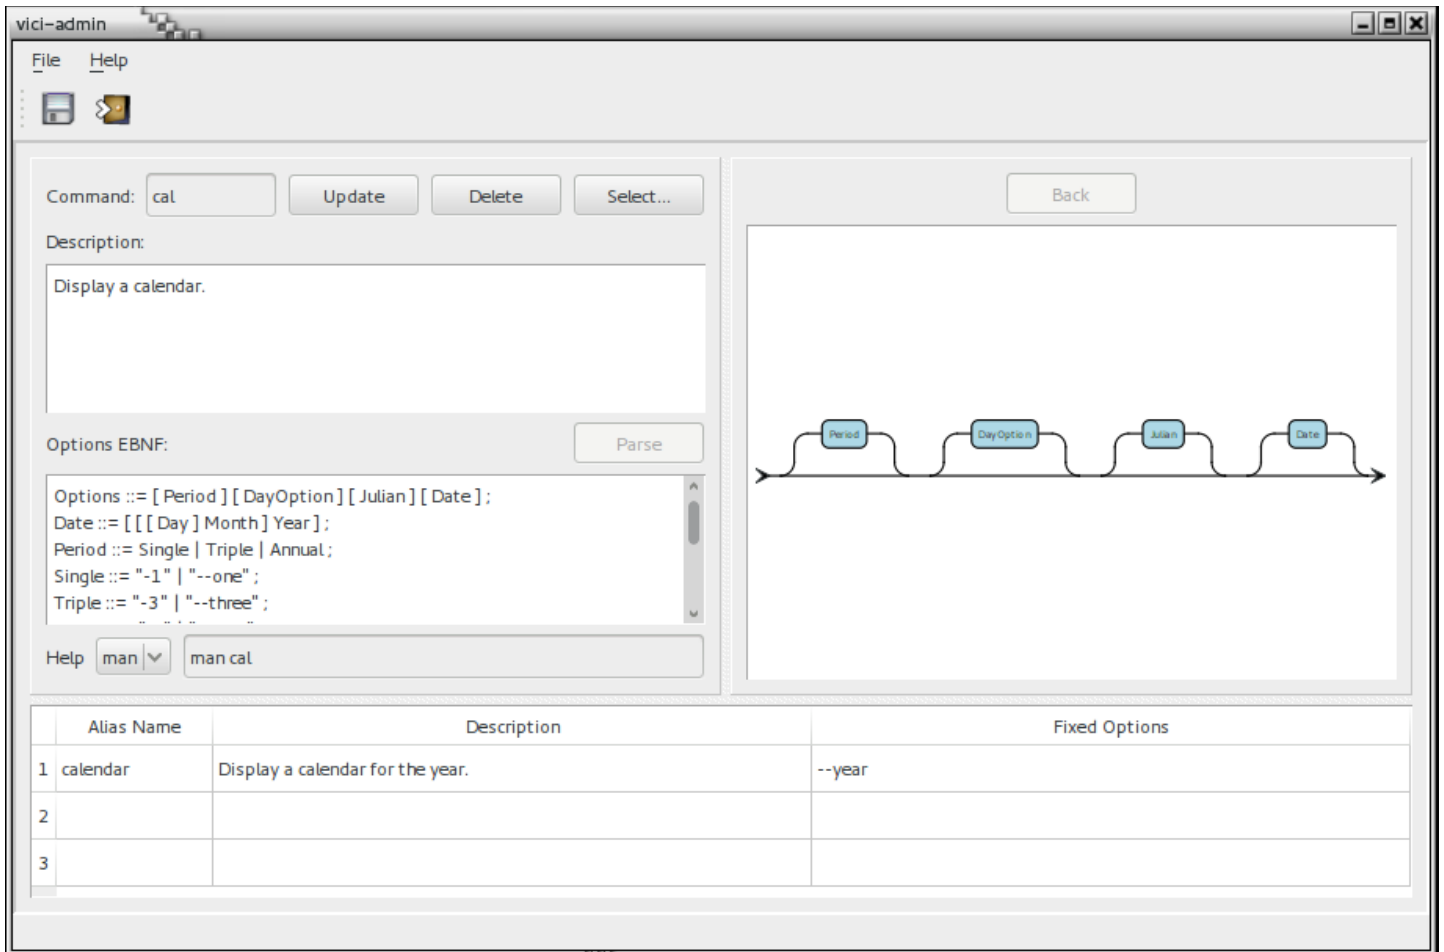 vici-admin
File Help
Command: cal Update Delete Select...
Description:
Display a calendar.
Options EBNF: Parse
Options ::= [ Period ] [ DayOption ] [ Julian ] [ Date ] ;
Date ::= [ [ [ Day ] Month ] Year ] ;
Period ::= Single | Triple | Annual ;
Single ::= "-1" | "--one" ;
Triple ::= "-3" | "--three" ;
Help man man cal
Back
Period DayOption Julian Date
Alias Name Description Fixed Options
1 calendar Display a calendar for the year. --year
2
3